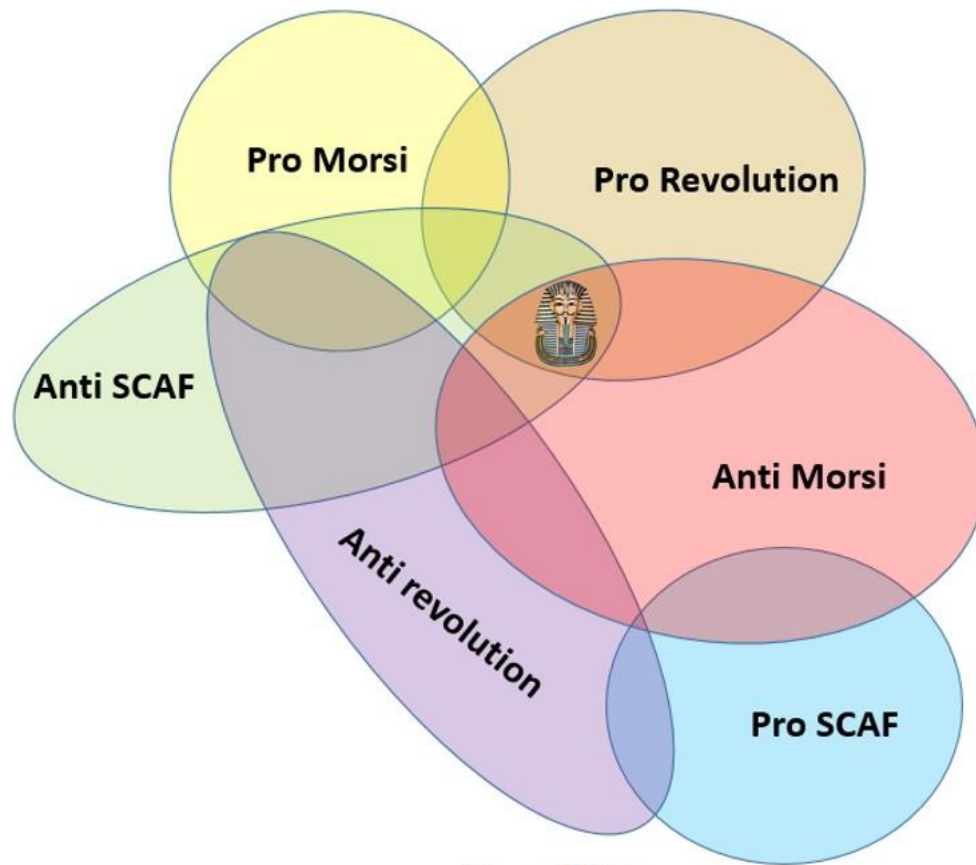 Pro Morsi
Pro Revolution
Anti SCAF
Anti Morsi
Anti revolution
Pro SCAF